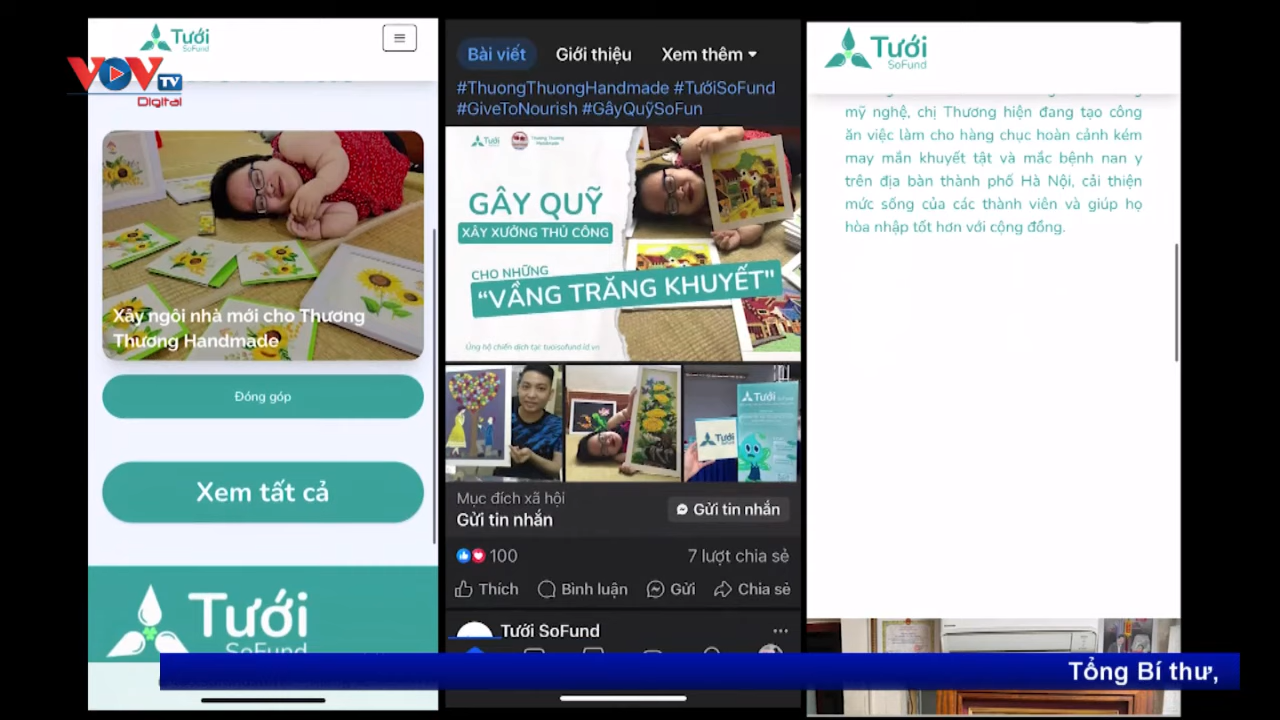 VOV TV
Digital
Tưới
SoFund
Xây ngôi nhà mới cho Thương
Thương Handmade
Đóng góp
Xem tất cả
Tưới
SoFund
Bài viết Giới thiệu Xem thêm
#ThuongThuongHandmade #TướiSoFund
#GiveToNourish #GâyQuỹSoFun
Tưới
Thương Thương
Handmade
GÂY QUỸ
XÂY XƯỞNG THỦ CÔNG
CHO NHỮNG
“VẦNG TRĂNG KHUYẾT"
Ủng hộ chiến dịch tại: tuoisofund.id.vn
Tưới
Tưới
Mục đích xã hội
Gửi tin nhắn
Gửi tin nhắn
100
7 lượt chia sẻ
Thích Bình luận Gửi Chia sẻ
Tưới SoFund
Tưới
SoFund
mỹ nghệ, chị Thương hiện đang tạo công
ăn việc làm cho hàng chục hoàn cảnh kém
may mắn khuyết tật và mắc bệnh nan y
trên địa bàn thành phố Hà Nội, cải thiện
mức sống của các thành viên và giúp họ
hòa nhập tốt hơn với cộng đồng.
Tổng Bí thư,